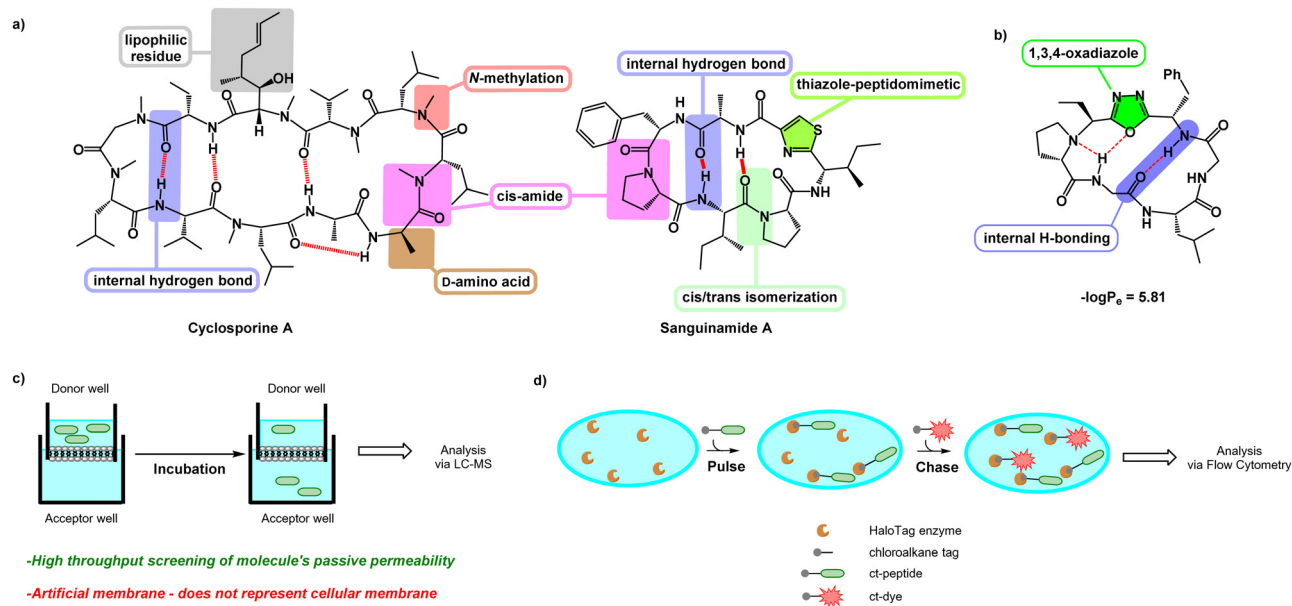 a)
lipophilic
residue
OH
N-methylation
internal hydrogen bond
thiazole-peptidomimetic
cis-amide
internal hydrogen bond
D-amino acid
cis/trans isomerization
Cyclosporine A
Sanguinamide A
b)
1,3,4-oxadiazole
Ph
internal H-bonding
-logPe = 5.81
c)
Donor well
Donor well
Incubation
Acceptor well
Acceptor well
Analysis
via LC-MS
-High throughput screening of molecule's passive permeability
-Artificial membrane - does not represent cellular membrane
d)
Pulse
Chase
Analysis
via Flow Cytometry
HaloTag enzyme
chloroalkane tag
ct-peptide
ct-dye